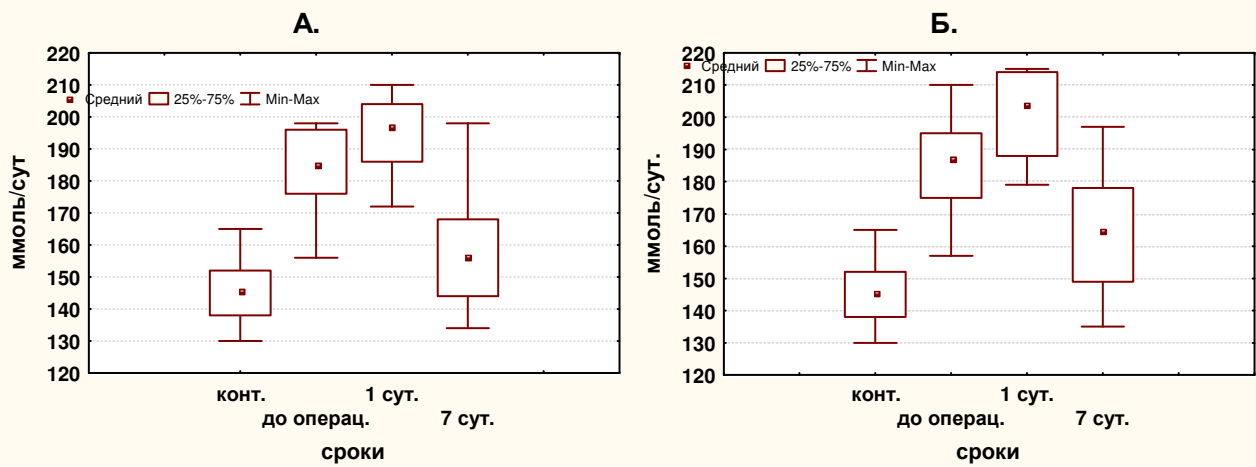 А.
220
210
200
190
180
170
160
150
140
130
120
ммоль/сут
Средний 25%-75% Min-Max
конт. 1 сут.
до операц. 7 сут.
сроки
Б.
220
210
200
190
180
170
160
150
140
130
120
ммоль/сут.
Средний 25%-75% Min-Max
конт. 1 сут.
до операц. 7 сут.
сроки